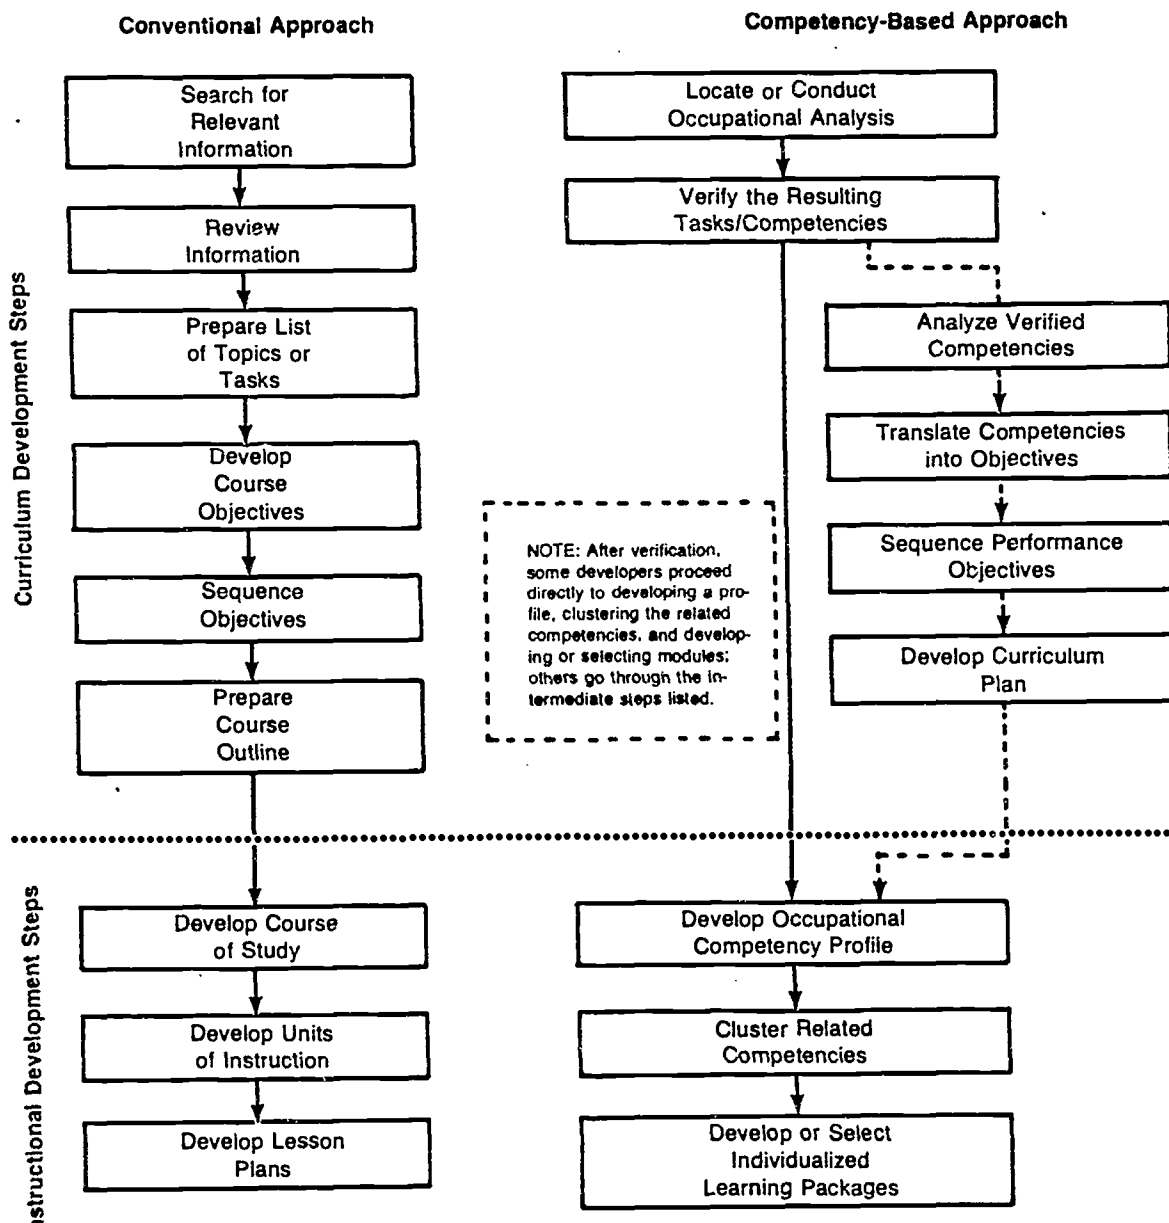 Conventional Approach
Search for
Relevant
Information
Review
Information
Prepare List
of Topics or
Tasks
Develop
Course
Objectives
Sequence
Objectives
Prepare
Course
Outline
Develop Course
of Study
Develop Units
of Instruction
Develop Lesson
Plans
Competency-Based Approach
Locate or Conduct
Occupational Analysis
Verify the Resulting
Tasks/Competencies
Analyze Verified
Competencies
Translate Competencies
into Objectives
Sequence Performance
Objectives
Develop Curriculum
Plan
NOTE: After verification,
some developers proceed
directly to developing a pro-
file, clustering the related
competencies, and develop-
ing or selecting modules;
others go through the in-
termediate steps listed.
Develop Occupational
Competency Profile
Cluster Related
Competencies
Develop or Select
Individualized
Learning Packages
Curriculum Development Steps
nstructional Development Steps